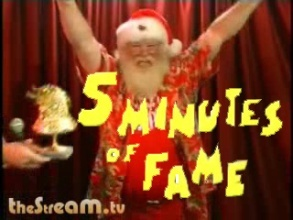 5 MINUTES
OF
FAME
theStreAM.tv